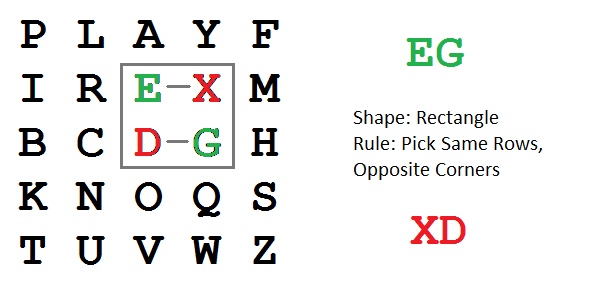 P L A Y F
I R E X M
B C D G H
K N O Q S
T U V W Z
EG
Shape: Rectangle
Rule: Pick Same Rows,
Opposite Corners
XD